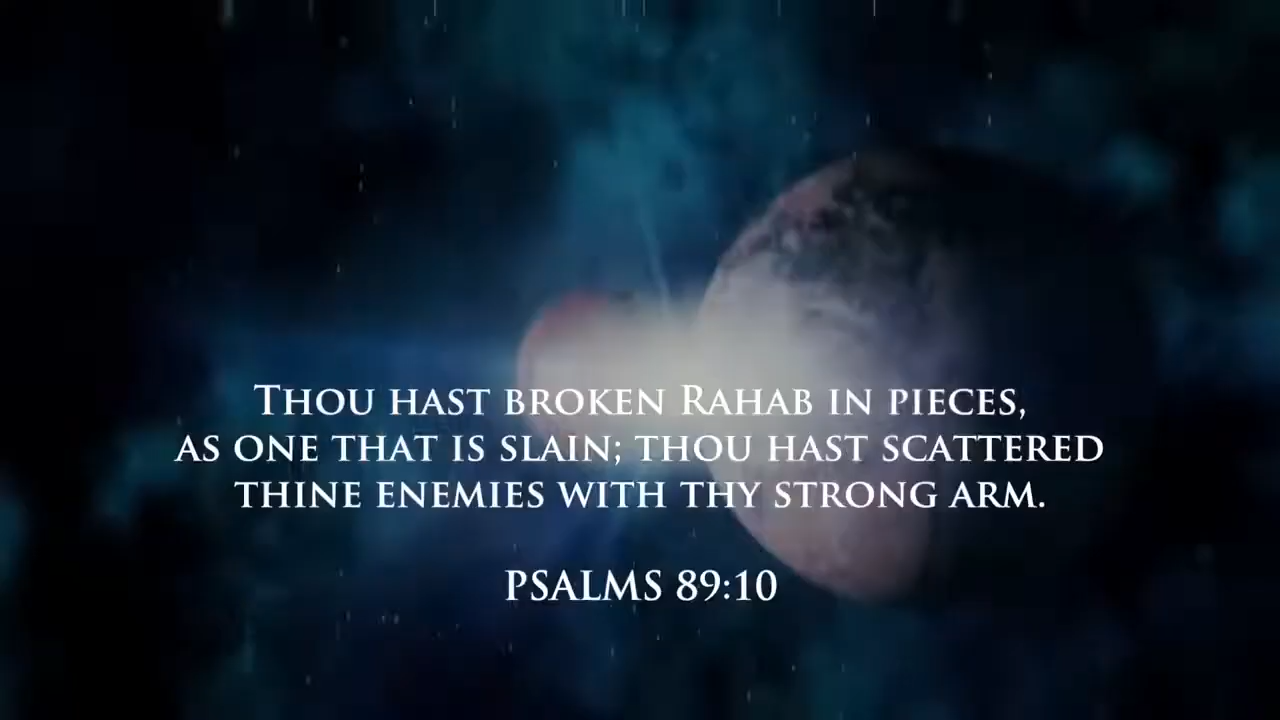 Thou hast broken Rahab in pieces,
as one that is slain; thou hast scattered
thine enemies with thy strong arm.
Psalms 89:10